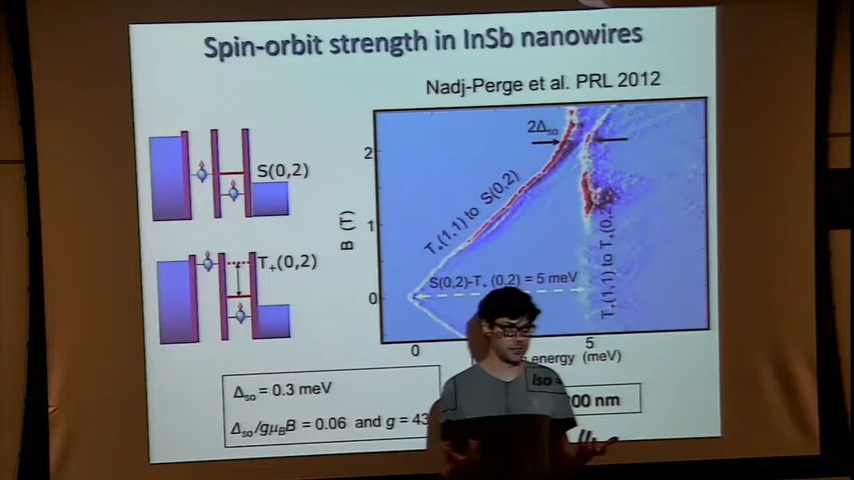 Spin-orbit strength in InSb nanowires
Nadj-Perge et al. PRL 2012
S(0,2)
T₊(0,2)
2Δso
T₊(1,1) to S(0,2)
S(0,2)-T₊ (0,2) = 5 meV
T₊(1,1) to T₊(0,2
B (T)
2
1
0
0
5
energy (meV)
Δso = 0.3 meV
Δso/gμBB = 0.06 and g = 43
lso
00 nm